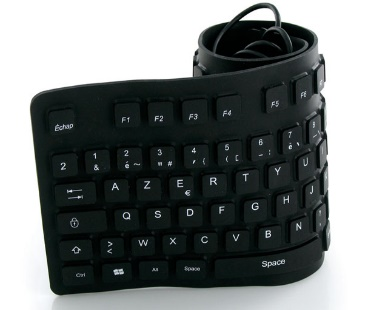 Échap F1 F2 F3 F4 F5 F6
2 1 & 2 é 3 " # 4 ' 5 ( [ 6 - 7 è
A Z E € R T Y U
Q S D F G H J
> < W X C V B N
Ctrl Alt Space Space